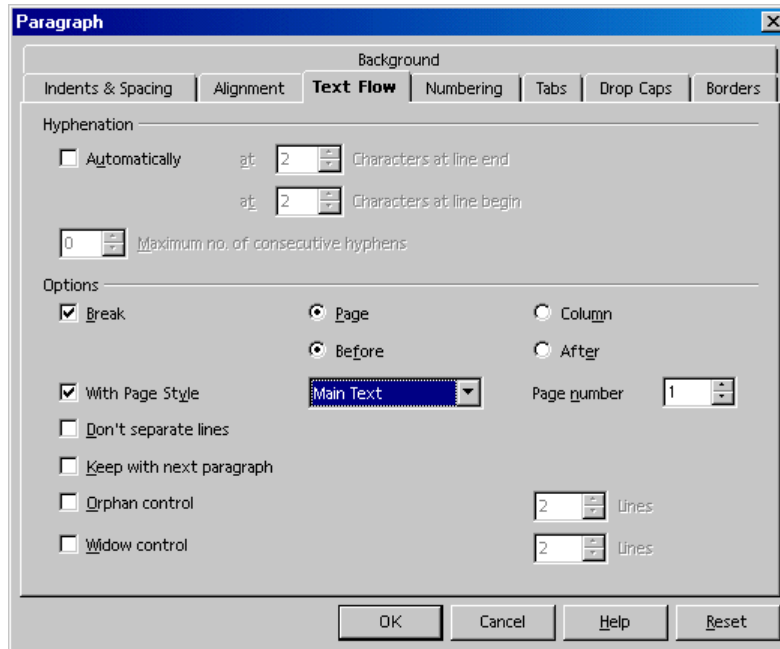 Paragraph
Background
Indents & Spacing Alignment Text Flow Numbering Tabs Drop Caps Borders
Hyphenation
Automatically at 2 Characters at line end
at 2 Characters at line begin
0 Maximum no. of consecutive hyphens
Options
Break Page Column
Before After
With Page Style Main Text Page number 1
Don't separate lines
Keep with next paragraph
Orphan control 2 Lines
Widow control 2 Lines
OK Cancel Help Reset